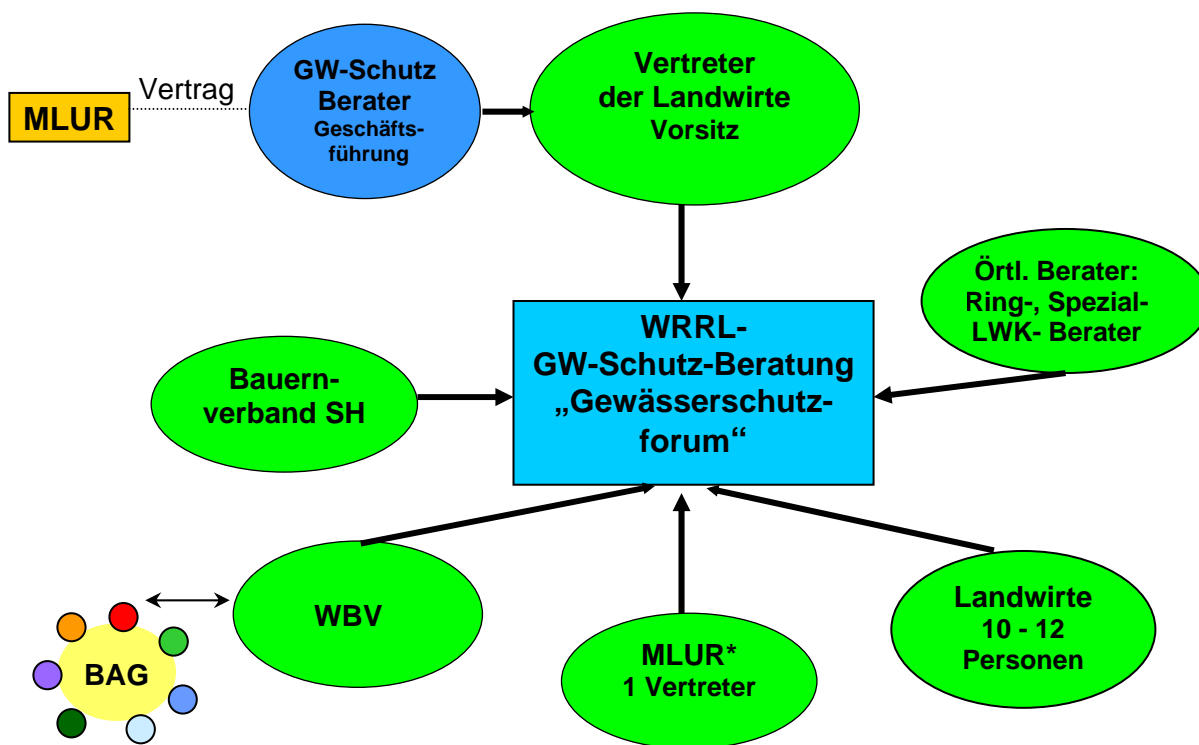 MLUR
Vertrag
GW-Schutz
Berater
Geschäfts-
führung
Vertreter
der Landwirte
Vorsitz
Örtl. Berater:
Ring-, Spezial-
LWK- Berater
WRRL-
GW-Schutz-Beratung
„Gewässerschutz-
forum“
Bauern-
verband SH
WBV
BAG
MLUR*
1 Vertreter
Landwirte
10 - 12
Personen